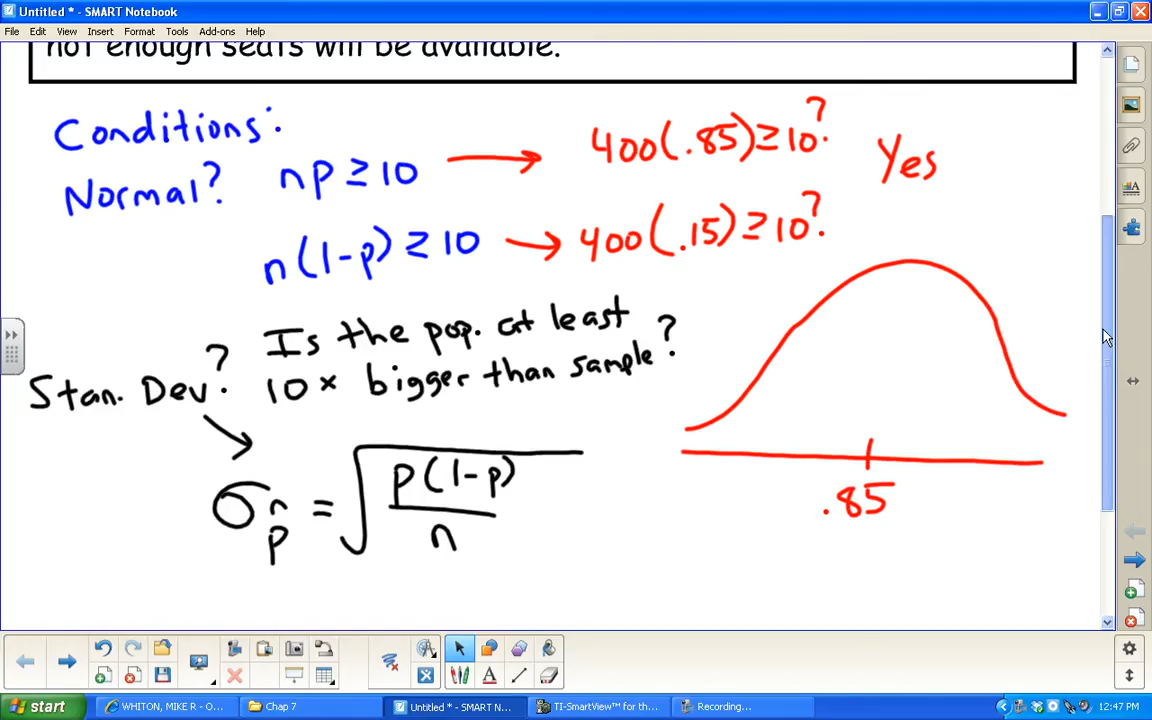 Untitled * - SMART Notebook
File Edit View Insert Format Tools Add-ons Help
not enough seats will be available.
Conditions:
Normal? np ≥ 10 → 400(.85) ≥ 10? Yes
n(1-p) ≥ 10 → 400(.15) ≥ 10?
Is the pop. at least
Stan. Dev? 10 × bigger than sample?
σp̂ = √(p(1-p)/n)
.85
start WHITON, MIKE R - O... Chap 7 Untitled * - SMART N... TI-SmartView™ for th... Recording... 12:47 PM